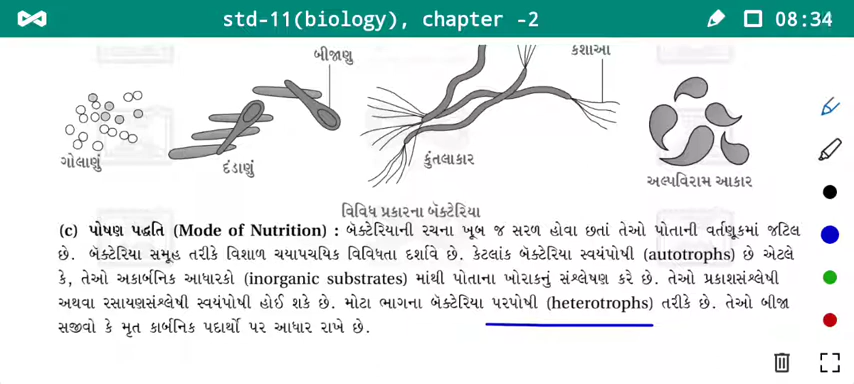 std-11(biology), chapter -2
08:34
બીજાણુ
કશાઆ
ગોલાણું
દંડાણું
કુંતલાકાર
અલ્પવિરામ આકાર
વિવિધ પ્રકારના બૅક્ટેરિયા
(c) પોષણ પદ્ધતિ (Mode of Nutrition) : બૅક્ટેરિયાની રચના ખૂબ જ સરળ હોવા છતાં તેઓ પોતાની વર્તણૂકમાં જટિલ
છે. બૅક્ટેરિયા સમૂહ તરીકે વિશાળ ચયાપચયિક વિવિધતા દર્શાવે છે. કેટલાંક બૅક્ટેરિયા સ્વયંપોષી (autotrophs) છે એટલે
કે, તેઓ અકાર્બનિક આધારકો (inorganic substrates) માંથી પોતાના ખોરાકનું સંશ્લેષણ કરે છે. તેઓ પ્રકાશસંશ્લેષી
અથવા રસાયણસંશ્લેષી સ્વયંપોષી હોઈ શકે છે. મોટા ભાગના બૅક્ટેરિયા પરપોષી (heterotrophs) તરીકે છે. તેઓ બીજા
સજીવો કે મૃત કાર્બનિક પદાર્થો પર આધાર રાખે છે.